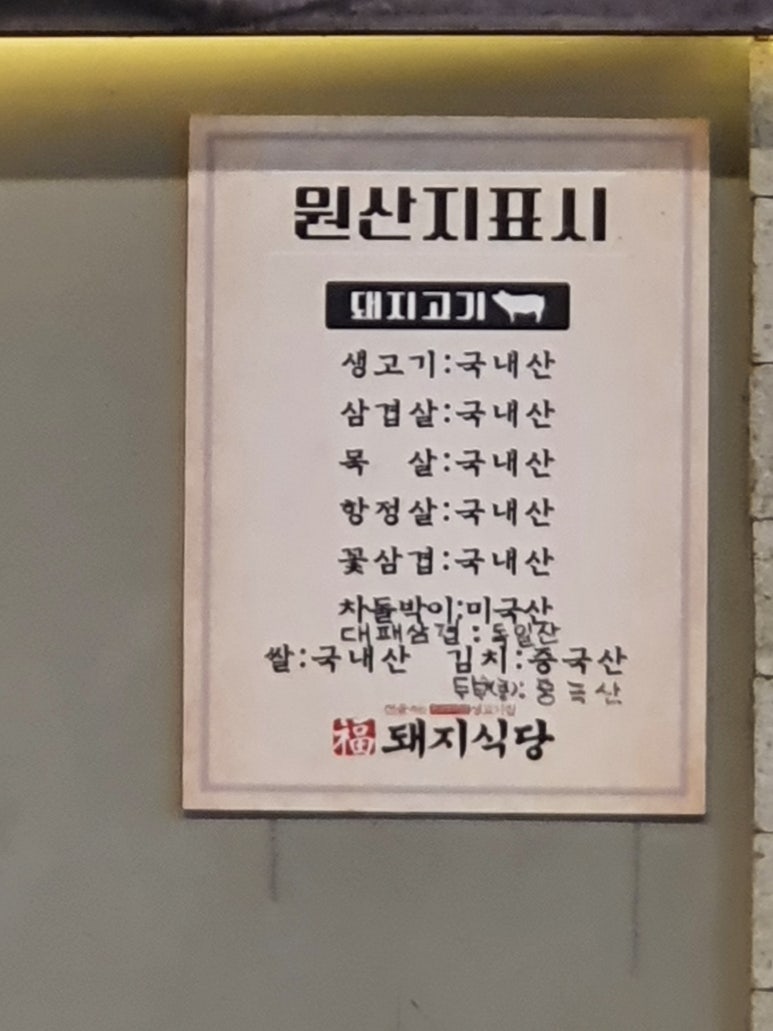 원산지표시
돼지고기
생고기:국내산
삼겹살:국내산
목 살:국내산
항정살:국내산
꽃삼겹:국내산
차돌박이:미국산
대패삼겹:독일산
쌀:국내산 김치:중국산
중국산
福 돼지식당